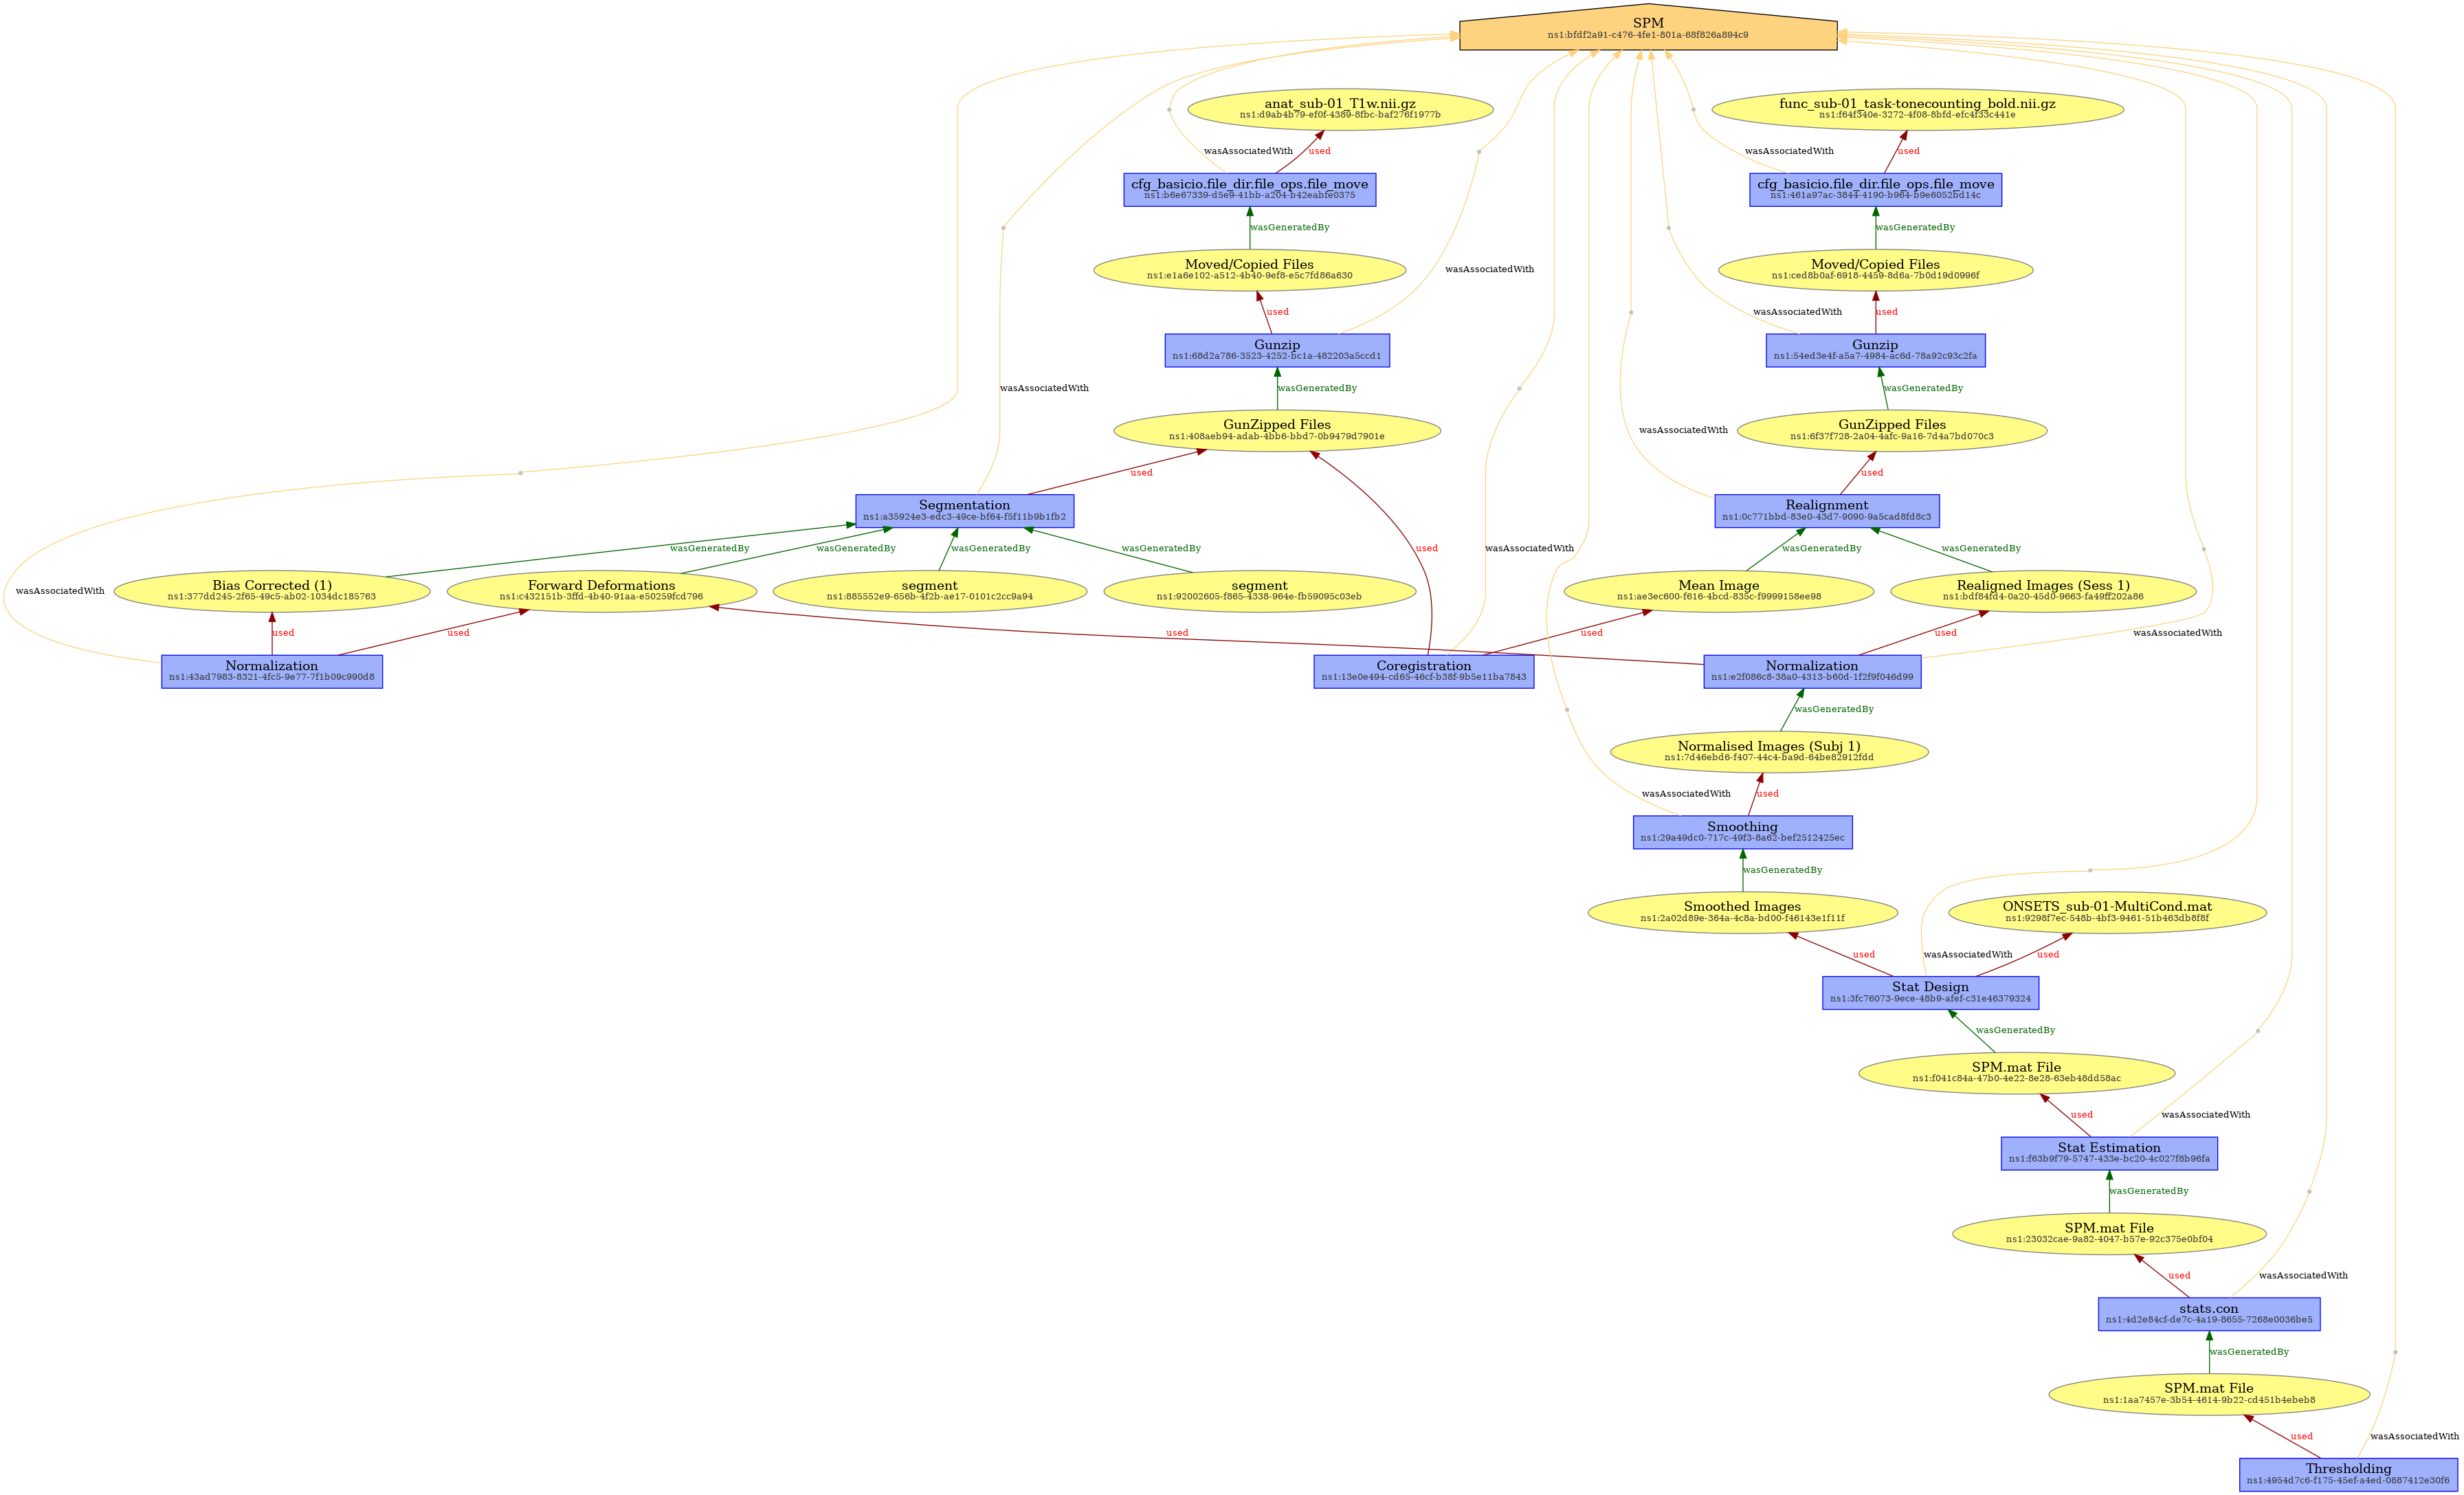 SPM
ns1:bfdf2a91-c476-4fe1-801a-68f826a894c9
anat_sub-01_T1w.nii.gz
ns1:d9ab4b79-ef0f-4389-8fbc-baf276f1977b
func_sub-01_task-tonecounting_bold.nii.gz
ns1:f64f340e-3272-4f08-8bfd-efc4f33c441e
wasAssociatedWith
used
wasAssociatedWith
used
cfg_basicio.file_dir.file_ops.file_move
ns1:b6e67339-d5e9-41bb-a204-b42eabfe0375
cfg_basicio.file_dir.file_ops.file_move
ns1:461a97ac-3844-4190-b964-b9e6052bd14c
wasGeneratedBy
wasGeneratedBy
Moved/Copied Files
ns1:e1a6e102-a512-4b40-9ef8-e5c7fd86a630
wasAssociatedWith
Moved/Copied Files
ns1:ced8b0af-6918-4459-8d6a-7b0d19d0996f
used
wasAssociatedWith
used
Gunzip
ns1:68d2a786-3523-4252-bc1a-482203a5ccd1
Gunzip
ns1:54ed3e4f-a5a7-4984-ac6d-78a92c93c2fa
wasAssociatedWith
wasGeneratedBy
wasGeneratedBy
GunZipped Files
ns1:408aeb94-adab-4bb6-bbd7-0b9479d7901e
wasAssociatedWith
GunZipped Files
ns1:6f37f728-2a04-4afc-9a16-7d4a7bd070c3
used
used
Segmentation
ns1:a35924e3-edc3-49ce-bf64-f5f11b9b1fb2
Realignment
ns1:0c771bbd-83e0-43d7-9090-9a5cad8fd8c3
wasGeneratedBy
wasGeneratedBy
wasGeneratedBy
wasGeneratedBy
used
wasAssociatedWith
wasGeneratedBy
wasGeneratedBy
wasAssociatedWith
Bias Corrected (1)
ns1:377dd245-2f65-49c5-ab02-1034dc185763
Forward Deformations
ns1:c432151b-3ffd-4b40-91aa-e50259fcd796
segment
ns1:885552e9-656b-4f2b-ae17-0101c2cc9a94
segment
ns1:92002605-f865-4338-964e-fb59095c03eb
Mean Image
ns1:ae3ec600-f616-4bcd-835c-f9999158ee98
Realigned Images (Sess 1)
ns1:bdf84fd4-0a20-45d0-9663-fa49ff202a86
used
used
used
used
used
wasAssociatedWith
Normalization
ns1:43ad7983-8321-4fc5-9e77-7f1b09c990d8
Coregistration
ns1:13e0e494-cd65-46cf-b38f-9b5e11ba7843
Normalization
ns1:e2f086c8-38a0-4313-b60d-1f2f9f046d99
wasGeneratedBy
Normalised Images (Subj 1)
ns1:7d46ebd6-f407-44c4-ba9d-64be82912fdd
wasAssociatedWith
used
Smoothing
ns1:29a49dc0-717c-49f3-8a62-bef2512425ec
wasGeneratedBy
Smoothed Images
ns1:2a02d89e-364a-4c8a-bd00-f46143e1f11f
ONSETS_sub-01-MultiCond.mat
ns1:9298f7ec-548b-4bf3-9461-51b463db8f8f
used
wasAssociatedWith
used
Stat Design
ns1:3fc76073-9ece-48b9-afef-c31e46379324
wasGeneratedBy
SPM.mat File
ns1:f041c84a-47b0-4e22-8e28-63eb48dd58ac
used
wasAssociatedWith
Stat Estimation
ns1:f63b9f79-5747-433e-bc20-4c027f8b96fa
wasGeneratedBy
SPM.mat File
ns1:23032cae-9a82-4047-b57e-92c375e0bf04
used
wasAssociatedWith
stats.con
ns1:4d2e84cf-de7c-4a19-8655-7268e0036be5
wasGeneratedBy
SPM.mat File
ns1:1aa7457e-3b54-4614-9b22-cd451b4ebeb8
used
wasAssociatedWith
Thresholding
ns1:4954d7c6-f175-45ef-a4ed-0887412e30f6